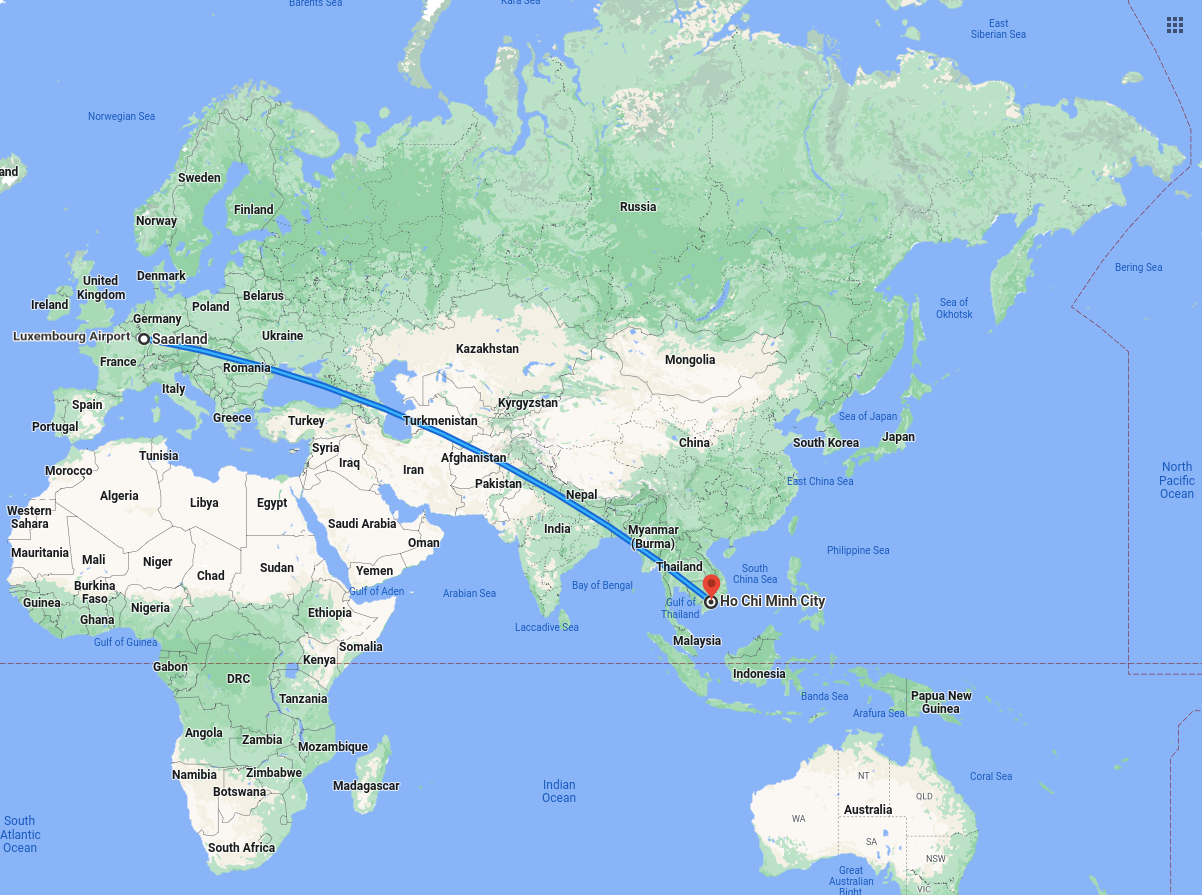 Barents Sea
Kara Sea
East
Siberian Sea
Norwegian Sea
and
Sweden
Finland
Norway
Russia
Denmark
United
Kingdom
Ireland
Poland
Belarus
Bering Sea
Sea of
Okhotsk
Germany
Luxembourg Airport
Saarland
Ukraine
France
Kazakhstan
Mongolia
Romania
Italy
Spain
Kyrgyzstan
Portugal
Greece
Turkey
Turkmenistan
Sea of Japan
South Korea
Japan
China
Syria
Tunisia
Iraq
Iran
Afghanistan
Morocco
Pakistan
East China Sea
North
Pacific
Ocean
Algeria
Libya
Egypt
Nepal
Western
Sahara
Saudi Arabia
India
Myanmar
(Burma)
Oman
Mauritania
Mali
Niger
Chad
Sudan
Yemen
Thailand
South
China Sea
Philippine Sea
Burkina
Faso
Gulf of Aden
Arabian Sea
Bay of Bengal
Guinea
Nigeria
Ghana
Ethiopia
Gulf of
Thailand
Ho Chi Minh City
Laccadive Sea
Gulf of Guinea
Somalia
Malaysia
Kenya
Gabon
DRC
Indonesia
Tanzania
Banda Sea
Papua New
Guinea
Arafura Sea
Angola
Zambia
Mozambique
Namibia
Zimbabwe
Botswana
Madagascar
Indian
Ocean
NT
Coral Sea
QLD
South
Atlantic
Ocean
WA
Australia
South Africa
SA
NSW
Great
Australian
Bight
VIC